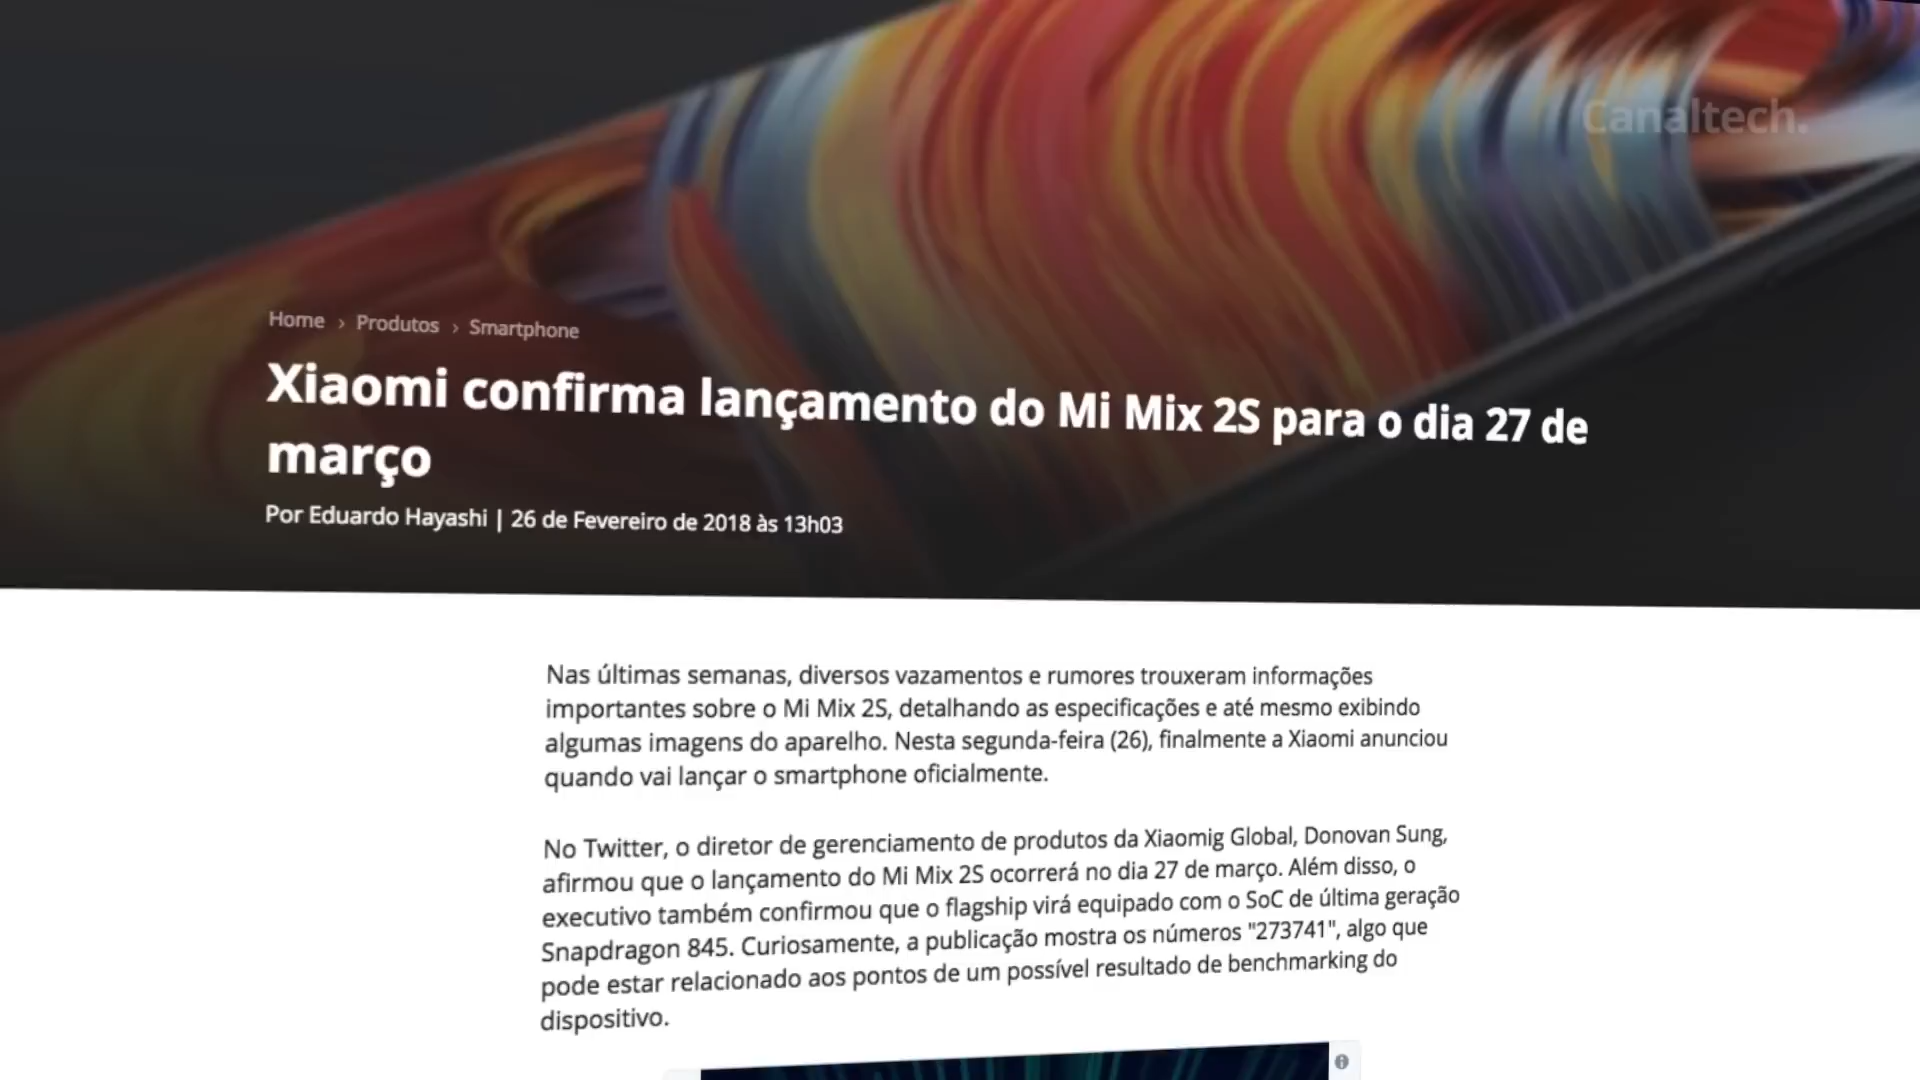 Canaltech.
Home › Produtos › Smartphone
Xiaomi confirma lançamento do Mi Mix 2S para o dia 27 de
março
Por Eduardo Hayashi | 26 de Fevereiro de 2018 às 13h03
Nas últimas semanas, diversos vazamentos e rumores trouxeram informações
importantes sobre o Mi Mix 2S, detalhando as especificações e até mesmo exibindo
algumas imagens do aparelho. Nesta segunda-feira (26), finalmente a Xiaomi anunciou
quando vai lançar o smartphone oficialmente.
No Twitter, o diretor de gerenciamento de produtos da Xiaomig Global, Donovan Sung,
afirmou que o lançamento do Mi Mix 2S ocorrerá no dia 27 de março. Além disso, o
executivo também confirmou que o flagship virá equipado com o SoC de última geração
Snapdragon 845. Curiosamente, a publicação mostra os números "273741", algo que
pode estar relacionado aos pontos de um possível resultado de benchmarking do
dispositivo.